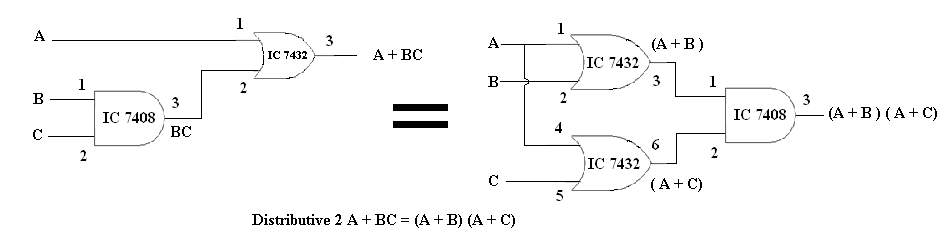 A
1
IC 7432
3
A + BC
2
B
1
IC 7408
3
BC
C
2
=
A
1
IC 7432
(A + B )
3
B
2
4
IC 7432
6
( A + C)
C
5
1
IC 7408
3
(A + B ) ( A + C)
2
Distributive 2 A + BC = (A + B) (A + C)